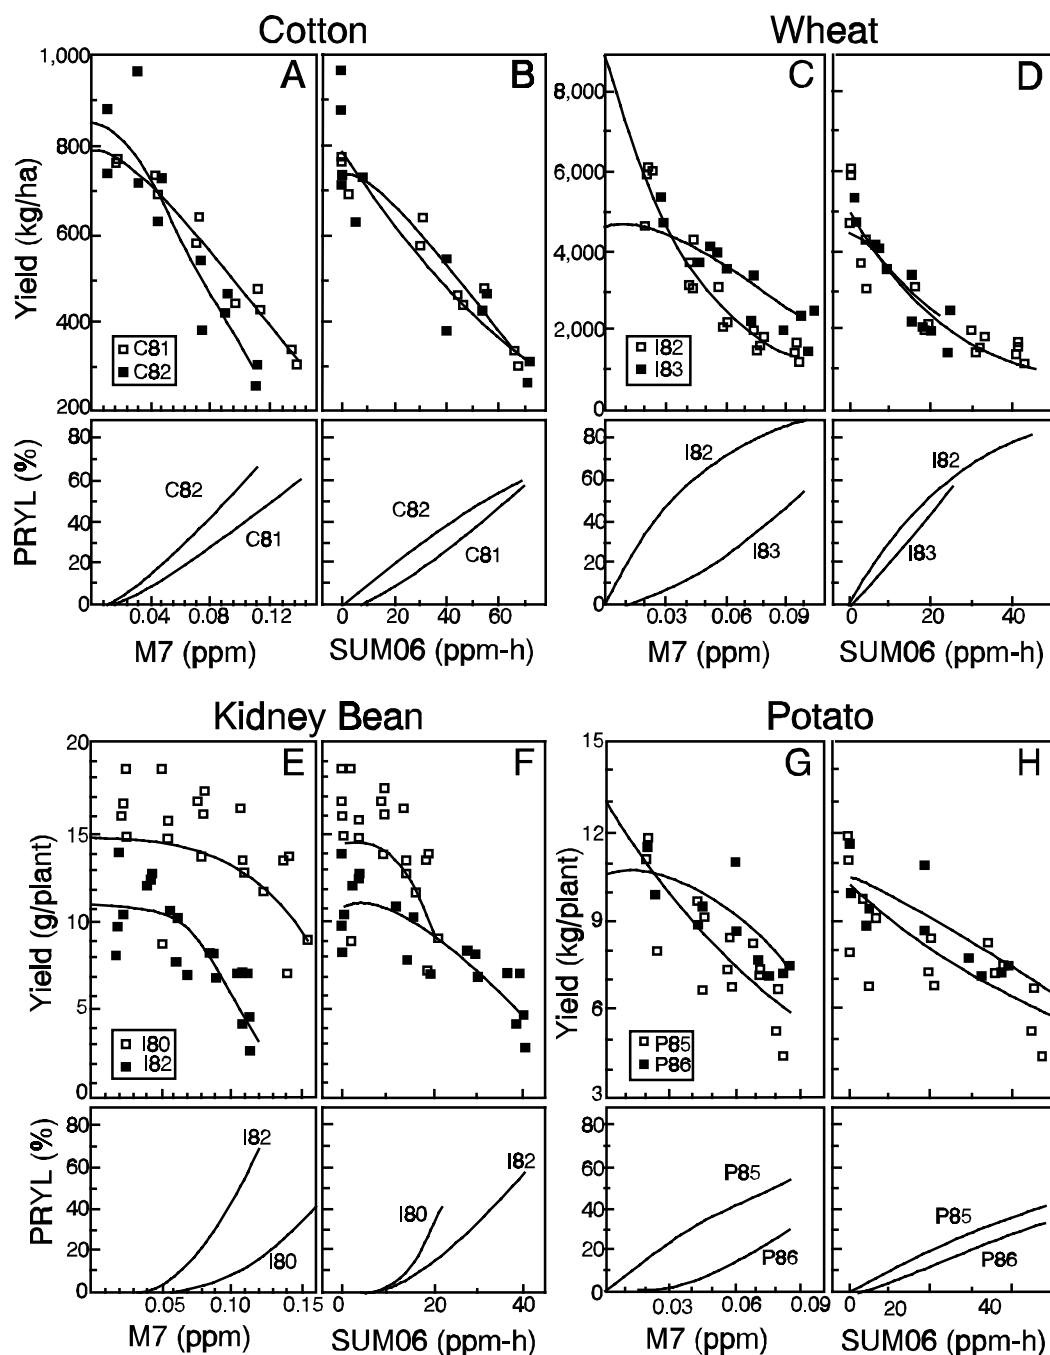 Cotton
Wheat
Yield (kg/ha)
1,000
800
600
400
200
A
C81
C82
B
8,000
6,000
4,000
2,000
0
C
I82
I83
D
PRYL (%)
80
60
40
20
0
C82
C81
C82
C81
80
60
40
20
0
I82
I83
I82
I83
0.04
0.08
0.12
0
20
40
60
0.03
0.06
0.09
0
20
40
M7 (ppm)
SUM06 (ppm-h)
M7 (ppm)
SUM06 (ppm-h)
Kidney Bean
Potato
Yield (g/plant)
20
15
10
5
0
E
I80
I82
F
Yield (kg/plant)
15
12
9
6
3
G
P85
P86
H
PRYL (%)
80
60
40
20
0
I82
I80
I80
I82
80
60
40
20
0
P85
P86
P85
P86
0.05
0.10
0.15
0
20
40
0.03
0.06
0.09
0
20
40
M7 (ppm)
SUM06 (ppm-h)
M7 (ppm)
SUM06 (ppm-h)